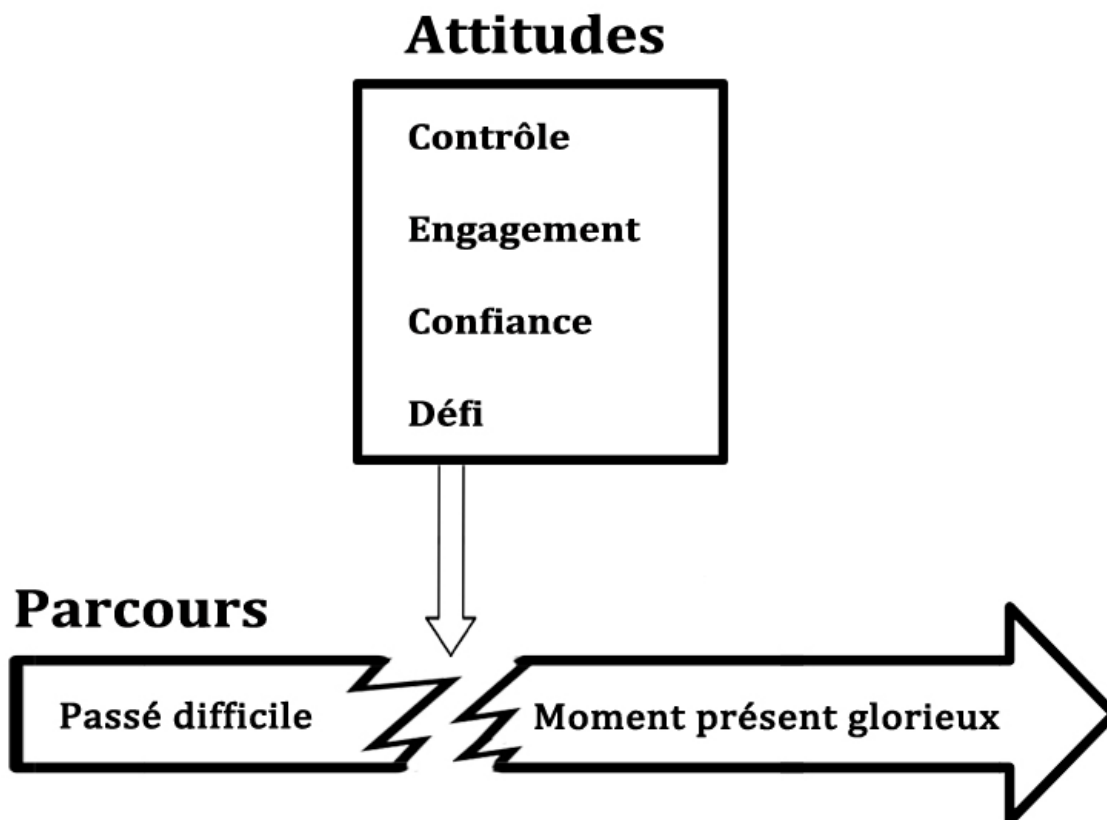 Attitudes
Contrôle
Engagement
Confiance
Défi
Parcours
Passé difficile
Moment présent glorieux